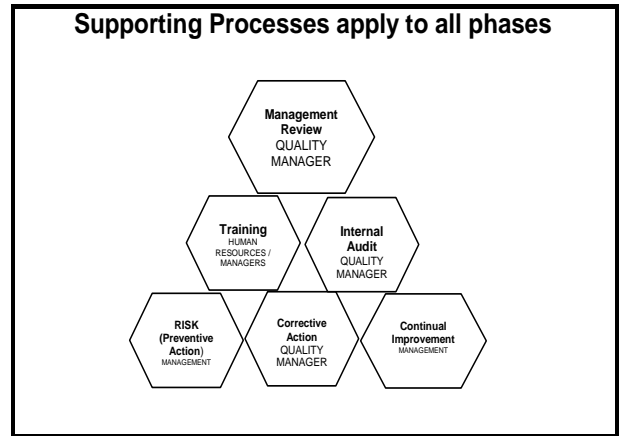 Supporting Processes apply to all phases
Management
Review
QUALITY
MANAGER
Training
HUMAN
RESOURCES /
MANAGERS
Internal
Audit
QUALITY
MANAGER
RISK
(Preventive
Action)
MANAGEMENT
Corrective
Action
QUALITY
MANAGER
Continual
Improvement
MANAGEMENT